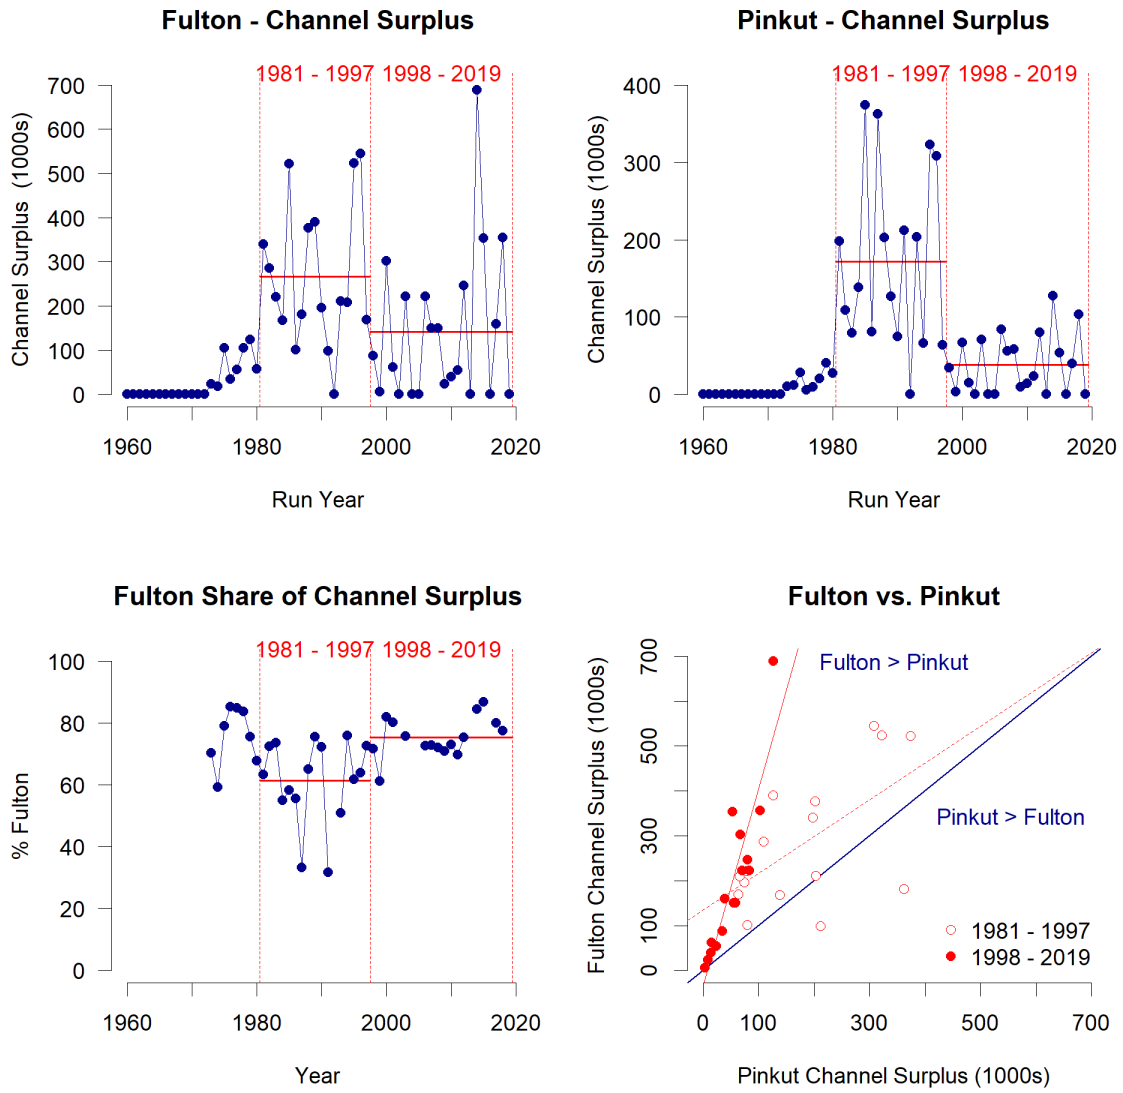 Fulton - Channel Surplus
1981 - 1997 1998 - 2019
Channel Surplus (1000s)
700
600
500
400
300
200
100
0
1960 1980 2000 2020
Run Year
Pinkut - Channel Surplus
1981 - 1997 1998 - 2019
Channel Surplus (1000s)
400
300
200
100
0
1960 1980 2000 2020
Run Year
Fulton Share of Channel Surplus
1981 - 1997 1998 - 2019
% Fulton
100
80
60
40
20
0
1960 1980 2000 2020
Year
Fulton vs. Pinkut
Fulton Channel Surplus (1000s)
700
500
300
100
0
Fulton > Pinkut
Pinkut > Fulton
1981 - 1997
1998 - 2019
0 100 300 500 700
Pinkut Channel Surplus (1000s)